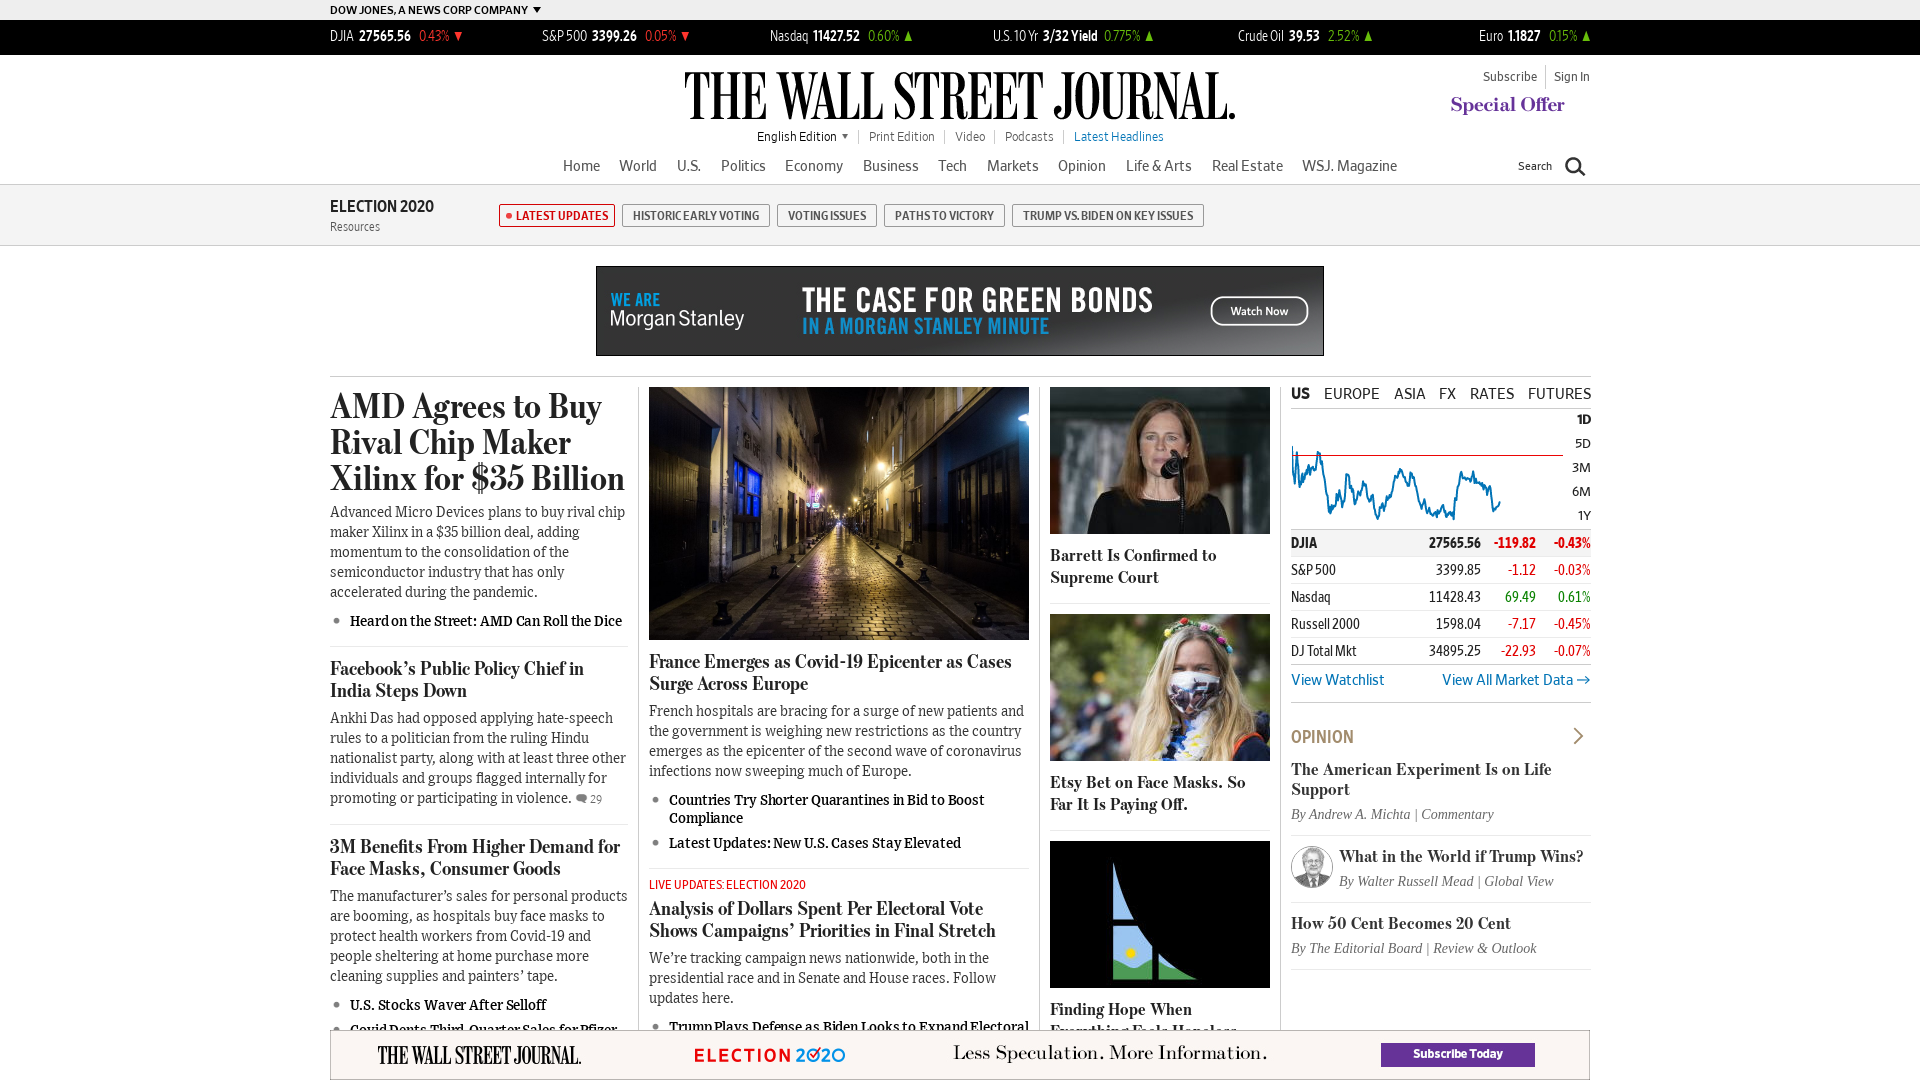 DOW JONES, A NEWS CORP COMPANY
DJIA 27565.56 0.43%
S&P 500 3399.26 0.05%
Nasdaq 11427.52 0.60%
U.S. 10 Yr 3/32 Yield 0.775%
Crude Oil 39.53 2.52%
Euro 1.1827 0.15%
THE WALL STREET JOURNAL.
Subscribe
Sign In
Special Offer
English Edition
Print Edition
Video
Podcasts
Latest Headlines
Home World U.S. Politics Economy Business Tech Markets Opinion Life & Arts Real Estate WSJ. Magazine
Search
ELECTION 2020
Resources
LATEST UPDATES
HISTORIC EARLY VOTING
VOTING ISSUES
PATHS TO VICTORY
TRUMP VS. BIDEN ON KEY ISSUES
WE ARE
Morgan Stanley
THE CASE FOR GREEN BONDS
IN A MORGAN STANLEY MINUTE
Watch Now
AMD Agrees to Buy
Rival Chip Maker
Xilinx for $35 Billion
Advanced Micro Devices plans to buy rival chip
maker Xilinx in a $35 billion deal, adding
momentum to the consolidation of the
semiconductor industry that has only
accelerated during the pandemic.
Heard on the Street: AMD Can Roll the Dice
Facebook’s Public Policy Chief in
India Steps Down
Ankhi Das had opposed applying hate-speech
rules to a politician from the ruling Hindu
nationalist party, along with at least three other
individuals and groups flagged internally for
promoting or participating in violence. 29
3M Benefits From Higher Demand for
Face Masks, Consumer Goods
The manufacturer’s sales for personal products
are booming, as hospitals buy face masks to
protect health workers from Covid-19 and
people sheltering at home purchase more
cleaning supplies and painters’ tape.
U.S. Stocks Waver After Selloff
Covid Dents Third-Quarter Sales for Pfizer
France Emerges as Covid-19 Epicenter as Cases
Surge Across Europe
French hospitals are bracing for a surge of new patients and
the government is weighing new restrictions as the country
emerges as the epicenter of the second wave of coronavirus
infections now sweeping much of Europe.
Countries Try Shorter Quarantines in Bid to Boost
Compliance
Latest Updates: New U.S. Cases Stay Elevated
LIVE UPDATES: ELECTION 2020
Analysis of Dollars Spent Per Electoral Vote
Shows Campaigns’ Priorities in Final Stretch
We’re tracking campaign news nationwide, both in the
presidential race and in Senate and House races. Follow
updates here.
Trump Plays Defense as Biden Looks to Expand Electoral
Barrett Is Confirmed to
Supreme Court
Etsy Bet on Face Masks. So
Far It Is Paying Off.
Finding Hope When
Everything Feels Hopeless
US EUROPE ASIA FX RATES FUTURES
1D
5D
3M
6M
1Y
DJIA 27565.56 -119.82 -0.43%
S&P 500 3399.85 -1.12 -0.03%
Nasdaq 11428.43 69.49 0.61%
Russell 2000 1598.04 -7.17 -0.45%
DJ Total Mkt 34895.25 -22.93 -0.07%
View Watchlist
View All Market Data
OPINION
The American Experiment Is on Life
Support
By Andrew A. Michta | Commentary
What in the World if Trump Wins?
By Walter Russell Mead | Global View
How 50 Cent Becomes 20 Cent
By The Editorial Board | Review & Outlook
THE WALL STREET JOURNAL.
ELECTION 2020
Less Speculation. More Information.
Subscribe Today